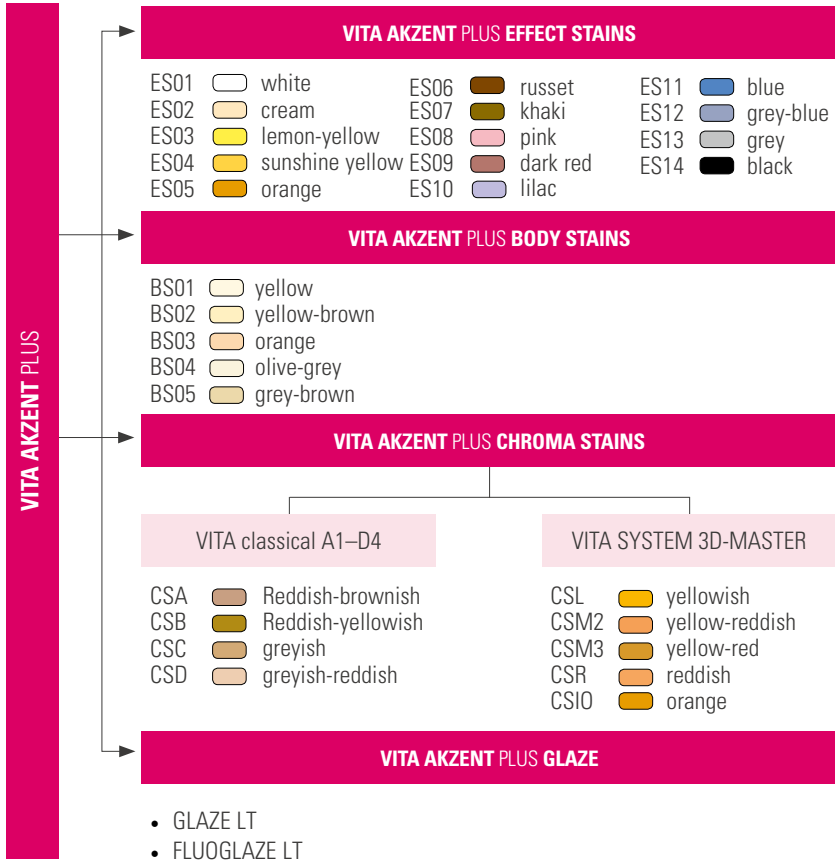 VITA AKZENT PLUS
VITA AKZENT PLUS EFFECT STAINS
ES01 white
ES02 cream
ES03 lemon-yellow
ES04 sunshine yellow
ES05 orange
ES06 russet
ES07 khaki
ES08 pink
ES09 dark red
ES10 lilac
ES11 blue
ES12 grey-blue
ES13 grey
ES14 black
VITA AKZENT PLUS BODY STAINS
BS01 yellow
BS02 yellow-brown
BS03 orange
BS04 olive-grey
BS05 grey-brown
VITA AKZENT PLUS CHROMA STAINS
VITA classical A1–D4
CSA Reddish-brownish
CSB Reddish-yellowish
CSC greyish
CSD greyish-reddish
VITA SYSTEM 3D-MASTER
CSL yellowish
CSM2 yellow-reddish
CSM3 yellow-red
CSR reddish
CSIO orange
VITA AKZENT PLUS GLAZE
• GLAZE LT
• FLUOGLAZE LT